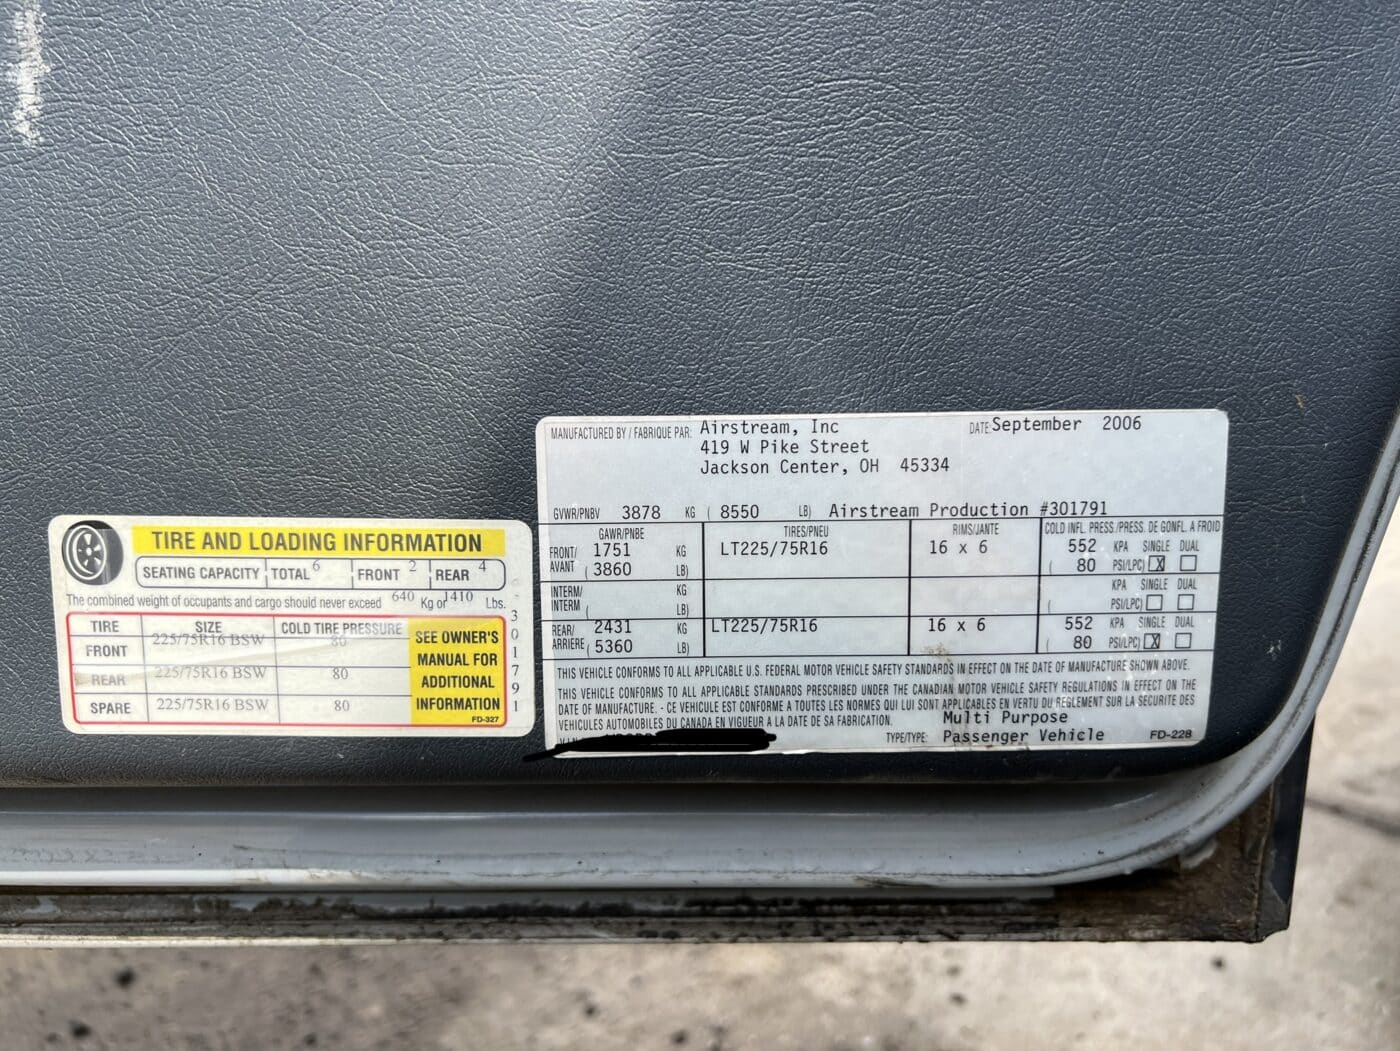 TIRE AND LOADING INFORMATION
SEATING CAPACITY TOTAL 6 FRONT 2 REAR 4
The combined weight of occupants and cargo should never exceed 640 Kg or 1410 Lbs.
TIRE SIZE COLD TIRE PRESSURE
FRONT 225/75R16 BSW 80
REAR 225/75R16 BSW 80
SPARE 225/75R16 BSW 80
SEE OWNER'S
MANUAL FOR
ADDITIONAL
INFORMATION
FD-327
301791
MANUFACTURED BY / FABRIQUE PAR: Airstream, Inc DATE: September 2006
419 W Pike Street
Jackson Center, OH 45334
GVWR/PNBV 3878 KG ( 8550 LB) Airstream Production #301791
GAWR/PNBE TIRES/PNEU RIMS/JANTE COLD INFL. PRESS./PRESS. DE GONFL. A FROID
FRONT/ 1751 KG LT225/75R16 16 x 6 552 KPA SINGLE DUAL
AVANT ( 3860 LB) ( 80 PSI/LPC) X
INTERM/ KG KPA SINGLE DUAL
INTERM ( LB) ( PSI/LPC)
REAR/ 2431 KG LT225/75R16 16 x 6 552 KPA SINGLE DUAL
ARRIERE ( 5360 LB) ( 80 PSI/LPC) X
THIS VEHICLE CONFORMS TO ALL APPLICABLE U.S. FEDERAL MOTOR VEHICLE SAFETY STANDARDS IN EFFECT ON THE DATE OF MANUFACTURE SHOWN ABOVE.
THIS VEHICLE CONFORMS TO ALL APPLICABLE STANDARDS PRESCRIBED UNDER THE CANADIAN MOTOR VEHICLE SAFETY REGULATIONS IN EFFECT ON THE
DATE OF MANUFACTURE. - CE VEHICULE EST CONFORME A TOUTES LES NORMES QUI LUI SONT APPLICABLES EN VERTU DU REGLEMENT SUR LA SECURITE DES
VEHICULES AUTOMOBILES DU CANADA EN VIGUEUR A LA DATE DE SA FABRICATION.
Multi Purpose
TYPE/TYPE: Passenger Vehicle FD-228